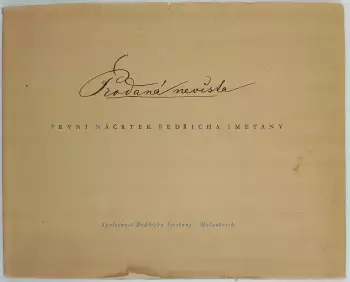 Prodaná nevěsta
PRVNÍ NÁČRTEK BEDŘICHA SMETANY
Společnost Bedřicha Smetany Melantrich